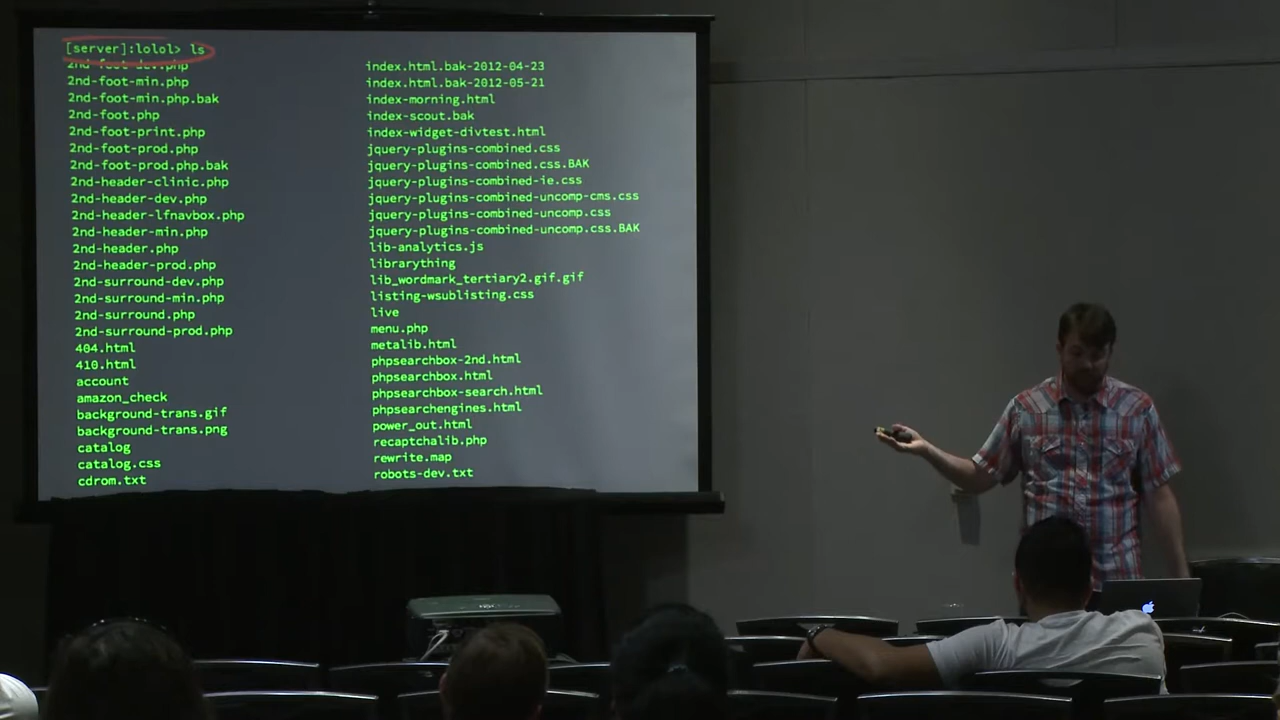 [server]:lolol> ls
2nd-foot-dev.php
2nd-foot-min.php
2nd-foot-min.php.bak
2nd-foot.php
2nd-foot-print.php
2nd-foot-prod.php
2nd-foot-prod.php.bak
2nd-header-clinic.php
2nd-header-dev.php
2nd-header-lfnavbox.php
2nd-header-min.php
2nd-header.php
2nd-header-prod.php
2nd-surround-dev.php
2nd-surround-min.php
2nd-surround.php
2nd-surround-prod.php
404.html
410.html
account
amazon_check
background-trans.gif
background-trans.png
catalog
catalog.css
cdrom.txt
index.html.bak-2012-04-23
index.html.bak-2012-05-21
index-morning.html
index-scout.bak
index-widget-divtest.html
jquery-plugins-combined.css
jquery-plugins-combined.css.BAK
jquery-plugins-combined-ie.css
jquery-plugins-combined-uncomp-cms.css
jquery-plugins-combined-uncomp.css
jquery-plugins-combined-uncomp.css.BAK
lib-analytics.js
librarything
lib_wordmark_tertiary2.gif.gif
listing-wsublisting.css
live
menu.php
metalib.html
phpsearchbox-2nd.html
phpsearchbox.html
phpsearchbox-search.html
phpsearchengines.html
power_out.html
recaptchalib.php
rewrite.map
robots-dev.txt